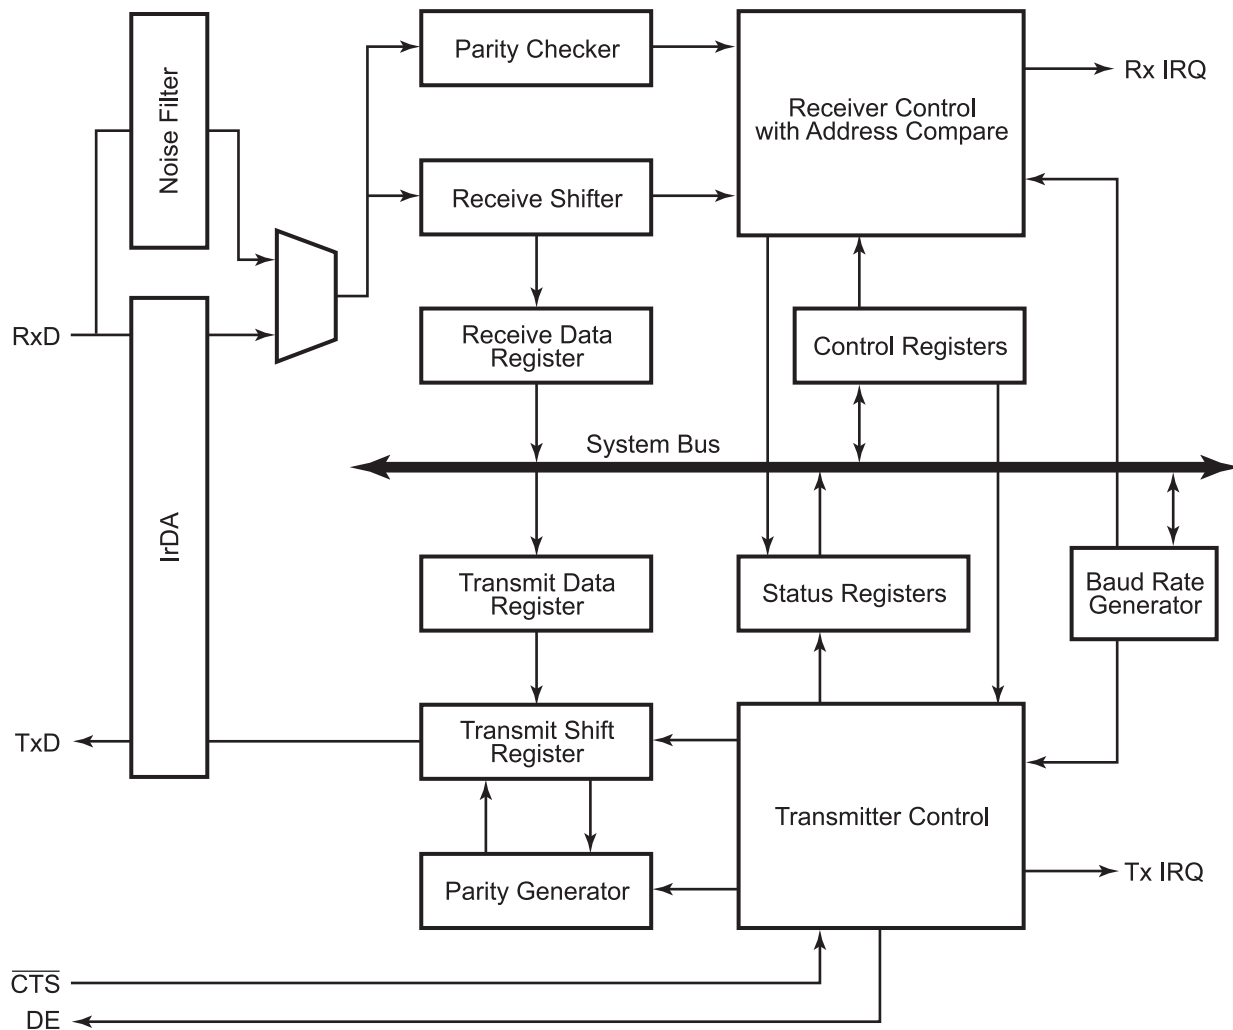 Parity Checker
Rx IRQ
Receiver Control
with Address Compare
Noise Filter
Receive Shifter
RxD
Receive Data
Register
Control Registers
System Bus
IrDA
Transmit Data
Register
Status Registers
Baud Rate
Generator
TxD
Transmit Shift
Register
Transmitter Control
Parity Generator
Tx IRQ
C̅T̅S̅
DE